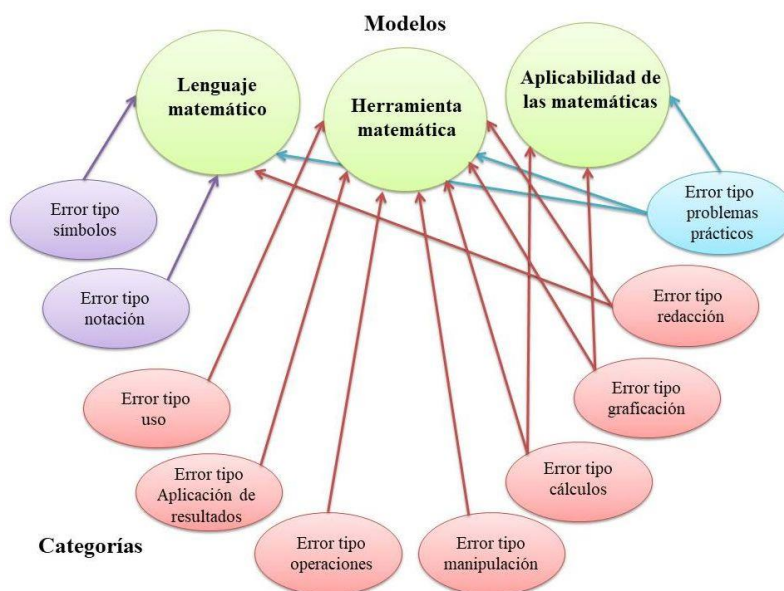 Modelos
Lenguaje
matemático
Herramienta
matemática
Aplicabilidad de
las matemáticas
Error tipo
símbolos
Error tipo
problemas
prácticos
Error tipo
notación
Error tipo
redacción
Error tipo
uso
Error tipo
graficación
Error tipo
Aplicación de
resultados
Error tipo
cálculos
Categorías
Error tipo
operaciones
Error tipo
manipulación